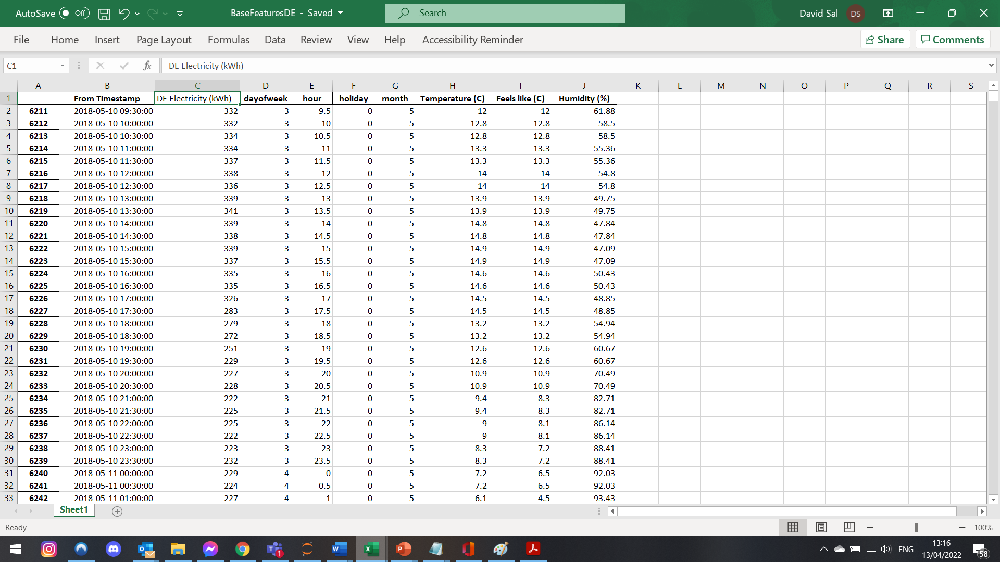 AutoSave Off BaseFeaturesDE - Saved Search David Sal DS
File Home Insert Page Layout Formulas Data Review View Help Accessibility Reminder Share Comments
C1 fx DE Electricity (kWh)
A B C D E F G H I J K L M N O P Q R S
1 From Timestamp DE Electricity (kWh) dayofweek hour holiday month Temperature (C) Feels like (C) Humidity (%)
2 6211 2018-05-10 09:30:00 332 3 9.5 0 5 12 12 61.88
3 6212 2018-05-10 10:00:00 332 3 10 0 5 12.8 12.8 58.5
4 6213 2018-05-10 10:30:00 334 3 10.5 0 5 12.8 12.8 58.5
5 6214 2018-05-10 11:00:00 334 3 11 0 5 13.3 13.3 55.36
6 6215 2018-05-10 11:30:00 337 3 11.5 0 5 13.3 13.3 55.36
7 6216 2018-05-10 12:00:00 338 3 12 0 5 14 14 54.8
8 6217 2018-05-10 12:30:00 336 3 12.5 0 5 14 14 54.8
9 6218 2018-05-10 13:00:00 339 3 13 0 5 13.9 13.9 49.75
10 6219 2018-05-10 13:30:00 341 3 13.5 0 5 13.9 13.9 49.75
11 6220 2018-05-10 14:00:00 339 3 14 0 5 14.8 14.8 47.84
12 6221 2018-05-10 14:30:00 338 3 14.5 0 5 14.8 14.8 47.84
13 6222 2018-05-10 15:00:00 339 3 15 0 5 14.9 14.9 47.09
14 6223 2018-05-10 15:30:00 337 3 15.5 0 5 14.9 14.9 47.09
15 6224 2018-05-10 16:00:00 335 3 16 0 5 14.6 14.6 50.43
16 6225 2018-05-10 16:30:00 335 3 16.5 0 5 14.6 14.6 50.43
17 6226 2018-05-10 17:00:00 326 3 17 0 5 14.5 14.5 48.85
18 6227 2018-05-10 17:30:00 283 3 17.5 0 5 14.5 14.5 48.85
19 6228 2018-05-10 18:00:00 279 3 18 0 5 13.2 13.2 54.94
20 6229 2018-05-10 18:30:00 272 3 18.5 0 5 13.2 13.2 54.94
21 6230 2018-05-10 19:00:00 251 3 19 0 5 12.6 12.6 60.67
22 6231 2018-05-10 19:30:00 229 3 19.5 0 5 12.6 12.6 60.67
23 6232 2018-05-10 20:00:00 227 3 20 0 5 10.9 10.9 70.49
24 6233 2018-05-10 20:30:00 228 3 20.5 0 5 10.9 10.9 70.49
25 6234 2018-05-10 21:00:00 222 3 21 0 5 9.4 8.3 82.71
26 6235 2018-05-10 21:30:00 225 3 21.5 0 5 9.4 8.3 82.71
27 6236 2018-05-10 22:00:00 225 3 22 0 5 9 8.1 86.14
28 6237 2018-05-10 22:30:00 222 3 22.5 0 5 9 8.1 86.14
29 6238 2018-05-10 23:00:00 223 3 23 0 5 8.3 7.2 88.41
30 6239 2018-05-10 23:30:00 232 3 23.5 0 5 8.3 7.2 88.41
31 6240 2018-05-11 00:00:00 229 4 0 0 5 7.2 6.5 92.03
32 6241 2018-05-11 00:30:00 224 4 0.5 0 5 7.2 6.5 92.03
33 6242 2018-05-11 01:00:00 227 4 1 0 5 6.1 4.5 93.43
Sheet1
Ready 100%
1 ENG 13:16
13/04/2022 58